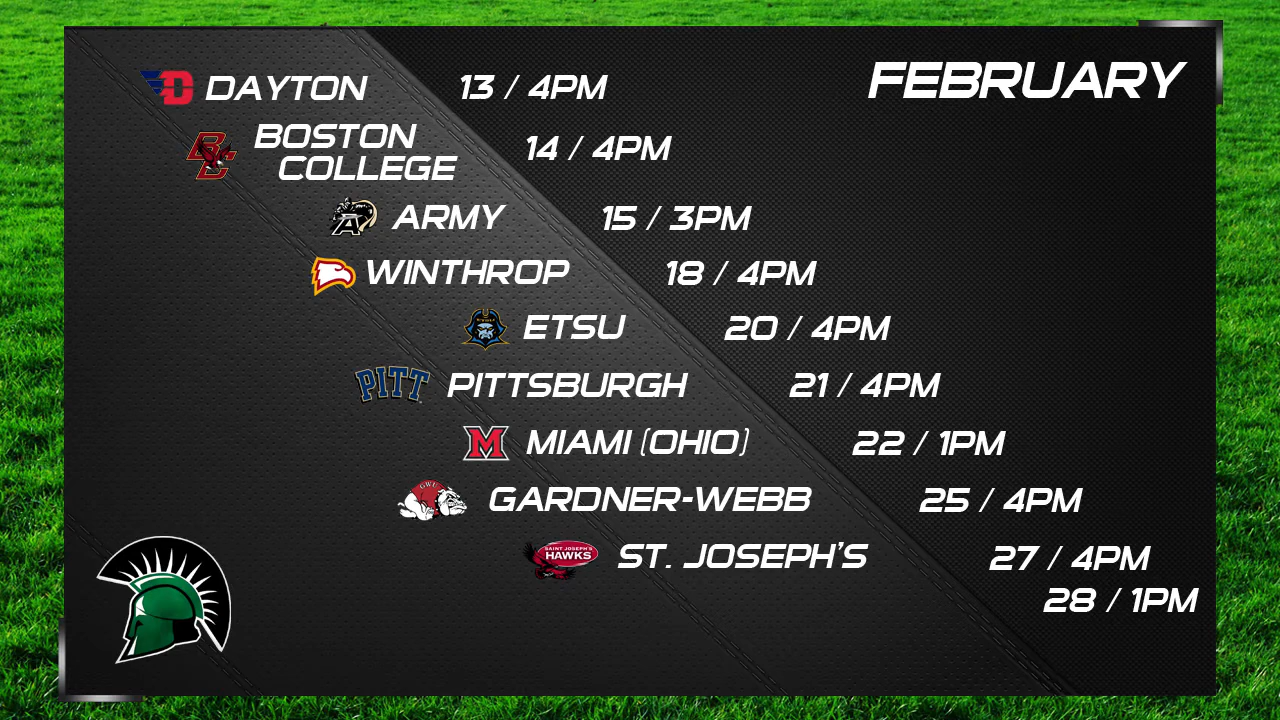 FEBRUARY
DAYTON 13 / 4PM
BOSTON
COLLEGE 14 / 4PM
ARMY 15 / 3PM
WINTHROP 18 / 4PM
ETSU 20 / 4PM
PITT PITTSBURGH 21 / 4PM
M MIAMI (OHIO) 22 / 1PM
GWU GARDNER-WEBB 25 / 4PM
SAINT JOSEPH'S
HAWKS
ST. JOSEPH'S 27 / 4PM
28 / 1PM